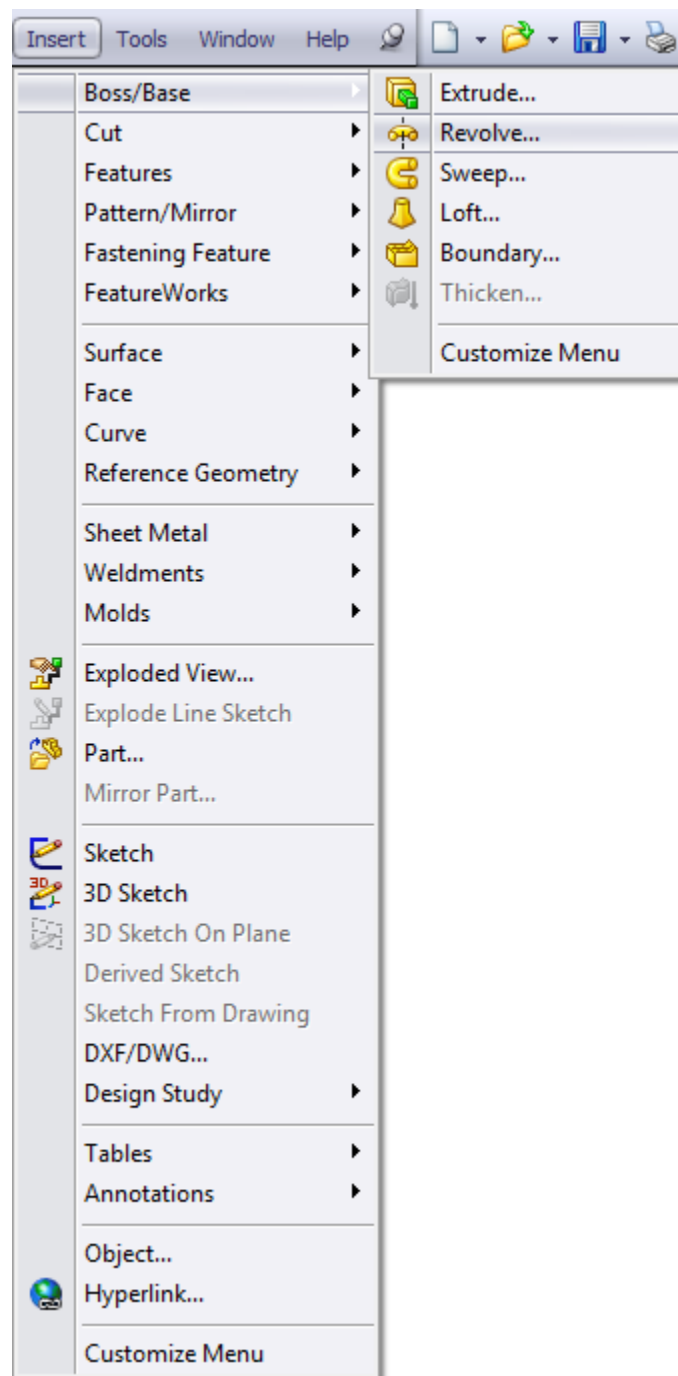 Insert Tools Window Help
Boss/Base
Cut
Features
Pattern/Mirror
Fastening Feature
FeatureWorks
Surface
Face
Curve
Reference Geometry
Sheet Metal
Weldments
Molds
Exploded View...
Explode Line Sketch
Part...
Mirror Part...
Sketch
3D
3D Sketch
3D Sketch On Plane
Derived Sketch
Sketch From Drawing
DXF/DWG...
Design Study
Tables
Annotations
Object...
Hyperlink...
Customize Menu
Extrude...
Revolve...
Sweep...
Loft...
Boundary...
Thicken...
Customize Menu